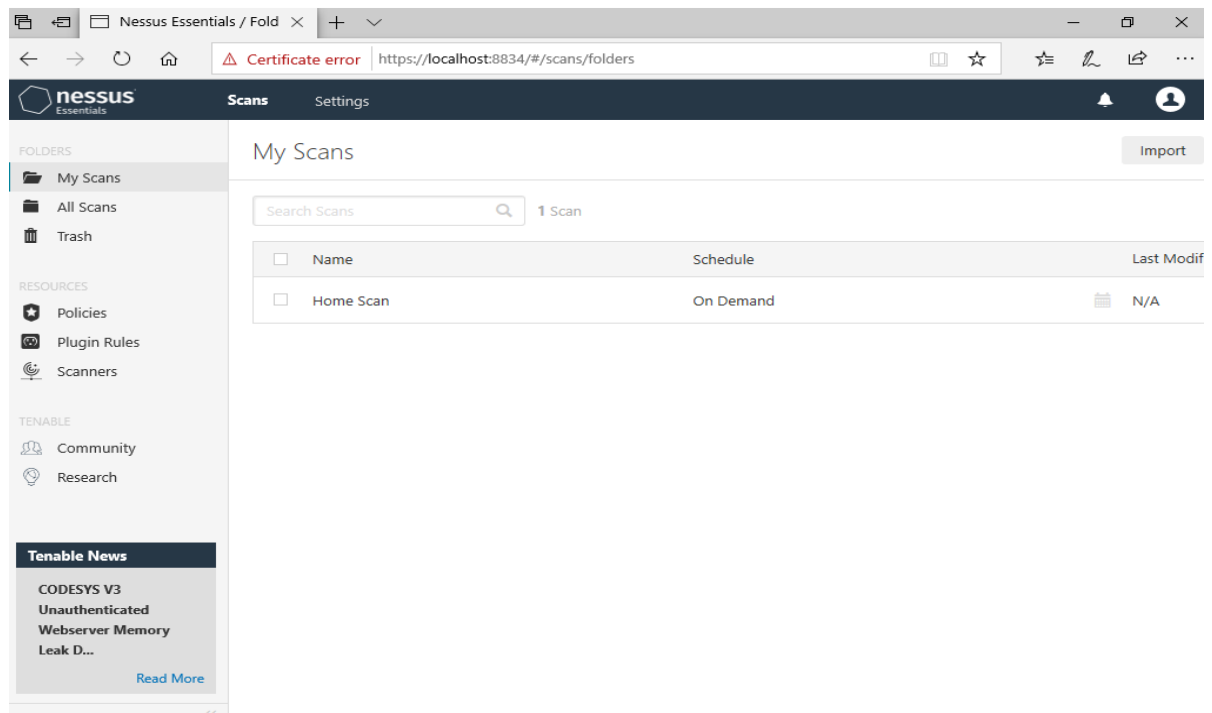 Nessus Essentials / Fold
Certificate error https://localhost:8834/#/scans/folders
nessus
Essentials
Scans Settings
FOLDERS
My Scans
All Scans
Trash
RESOURCES
Policies
Plugin Rules
Scanners
TENABLE
Community
Research
Tenable News
CODESYS V3
Unauthenticated
Webserver Memory
Leak D...
Read More
My Scans Import
Search Scans 1 Scan
Name Schedule Last Modif
Home Scan On Demand N/A